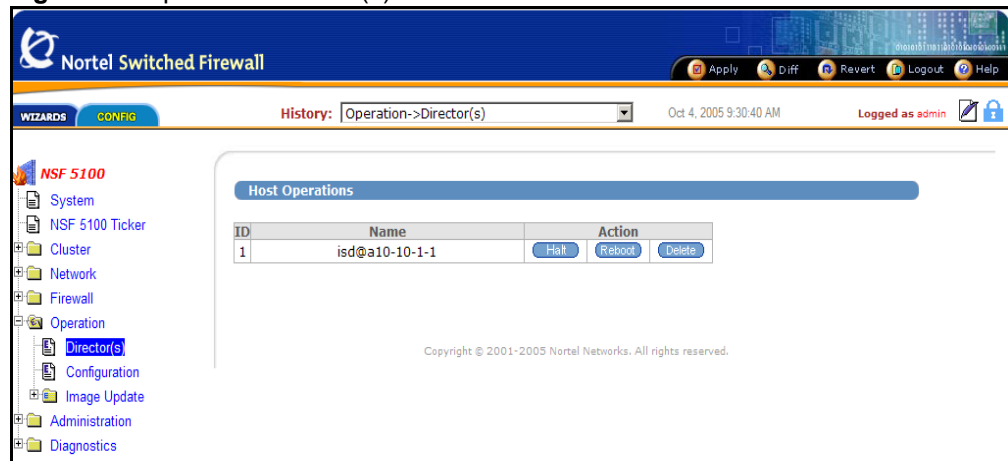 Nortel Switched Firewall
Apply Diff Revert Logout Help
WIZARDS CONFIG
History: Operation->Director(s)
Oct 4, 2005 9:30:40 AM
Logged as admin
NSF 5100
System
NSF 5100 Ticker
Cluster
Network
Firewall
Operation
Director(s)
Configuration
Image Update
Administration
Diagnostics
Host Operations
ID Name Action
1 isd@a10-10-1-1 Halt Reboot Delete
Copyright © 2001-2005 Nortel Networks. All rights reserved.